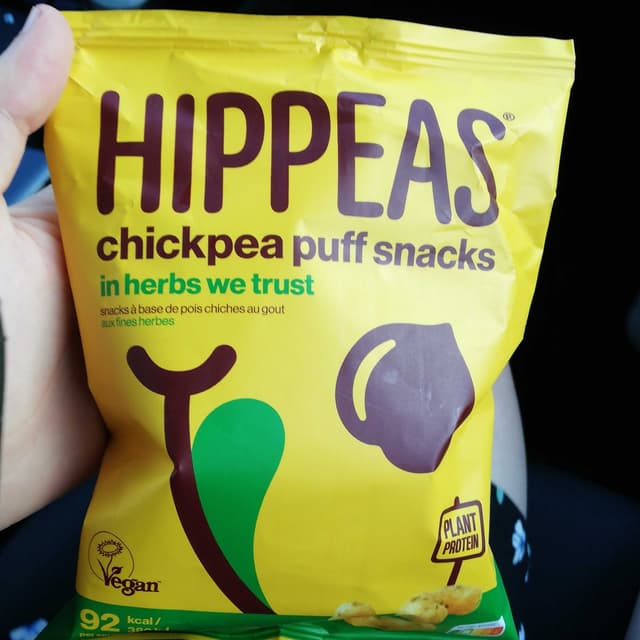 HIPPEAS®
chickpea puff snacks
in herbs we trust
snacks à base de pois chiches au gout
aux fines herbes
PLANT
PROTEIN
Vegan
92 kcal/